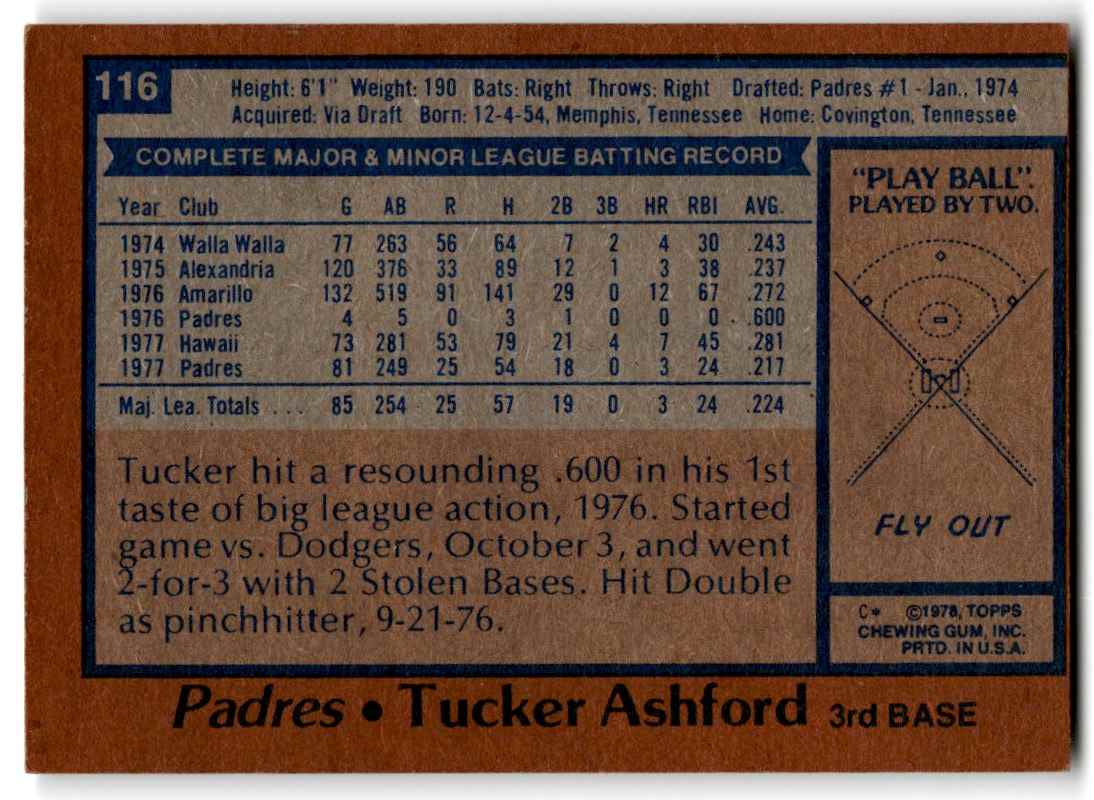 116
Height: 6'1" Weight: 190 Bats: Right Throws: Right Drafted: Padres #1 - Jan., 1974
Acquired: Via Draft Born: 12-4-54, Memphis, Tennessee Home: Covington, Tennessee
COMPLETE MAJOR & MINOR LEAGUE BATTING RECORD
Year Club G AB R H 2B 3B HR RBI AVG.
1974 Walla Walla 77 263 56 64 7 2 4 30 .243
1975 Alexandria 120 376 33 89 12 1 3 38 .237
1976 Amarillo 132 519 91 141 29 0 12 67 .272
1976 Padres 4 5 0 3 1 0 0 0 .600
1977 Hawaii 73 281 53 79 21 4 7 45 .281
1977 Padres 81 249 25 54 18 0 3 24 .217
Maj. Lea. Totals ... 85 254 25 57 19 0 3 24 .224
Tucker hit a resounding .600 in his 1st
taste of big league action, 1976. Started
game vs. Dodgers, October 3, and went
2-for-3 with 2 Stolen Bases. Hit Double
as pinchhitter, 9-21-76.
"PLAY BALL".
PLAYED BY TWO.
FLY OUT
C* ©1978, TOPPS
CHEWING GUM, INC.
PRTD. IN U.S.A.
Padres • Tucker Ashford 3rd BASE